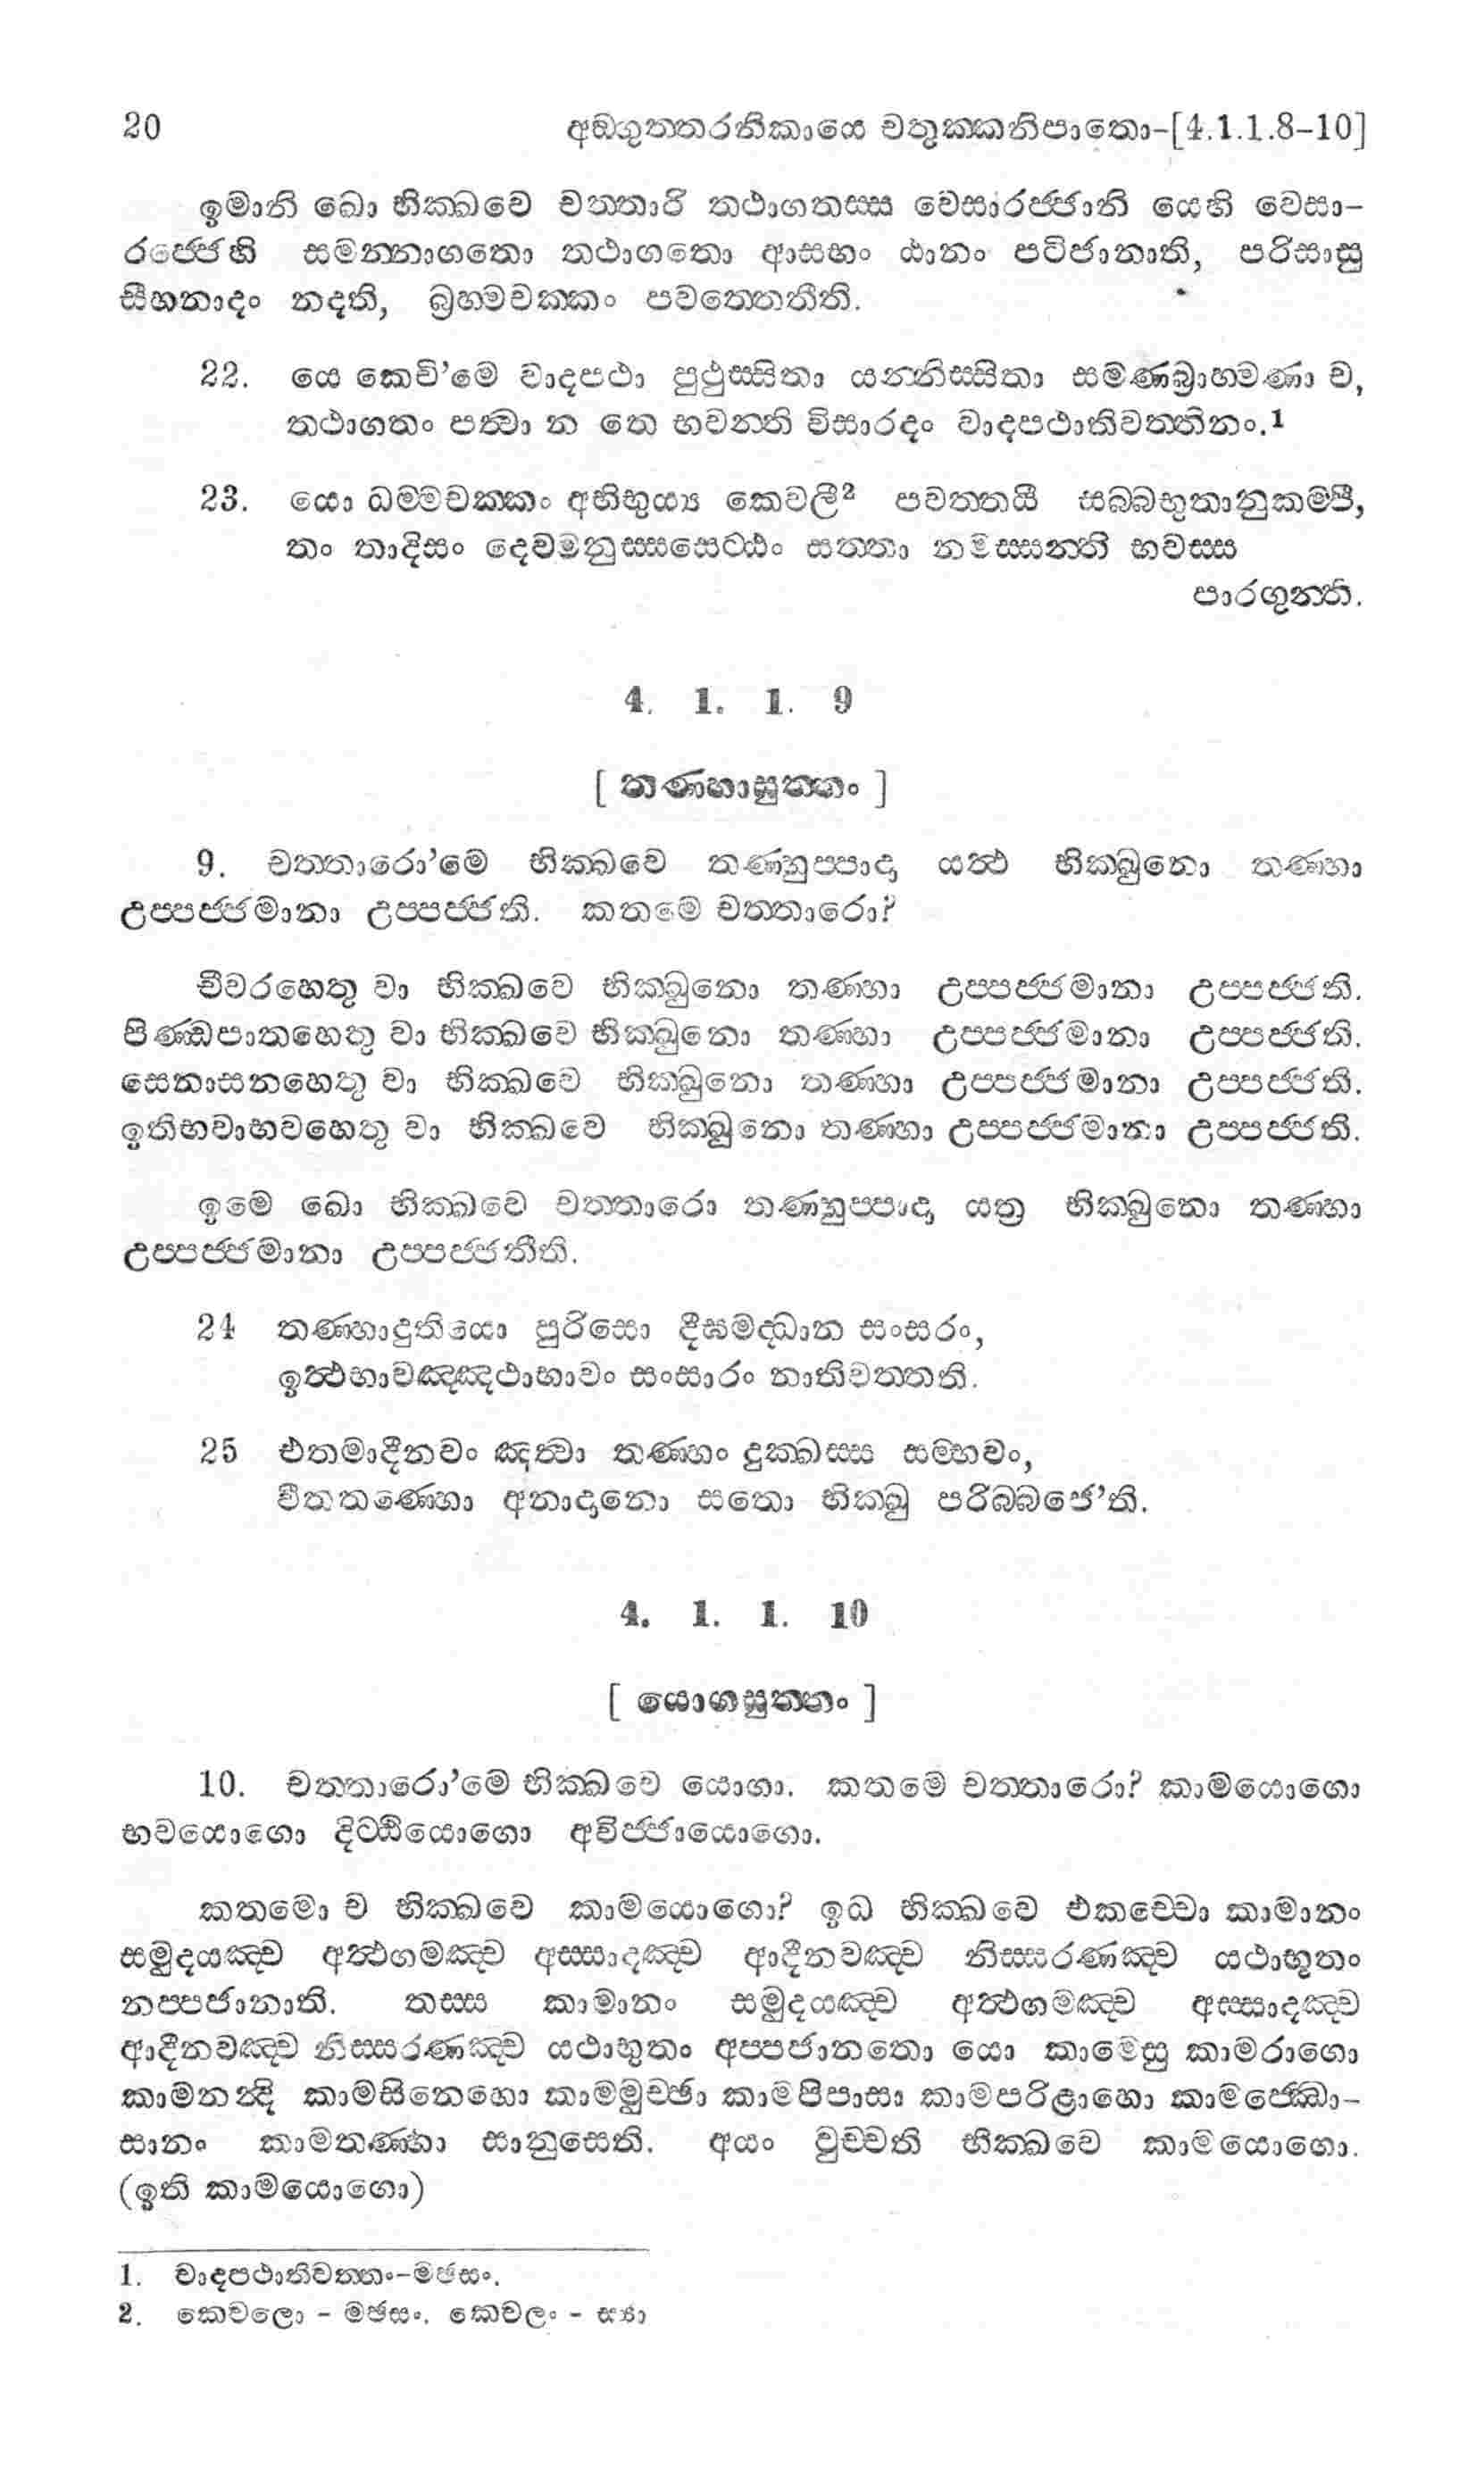 20 අඞ්ගුත්තරනිකායෙ චතුක්කනිපාතො-[4.1.1.8-10]
ඉමානි ඛො භික්ඛවෙ චත්තාරි තථාගතස්ස වෙසාරජ්ජානි යෙහි වෙසා-
රජ්ජෙහි සමන්නාගතො තථාගතො ආසභං ඨානං පටිජානාති, පරිසාසු
සීහනාදං නදති, බ්‍රහ්මචක්කං පවත්තෙතීති.
22. යෙ කෙචි'මෙ වාදපථා පුථුස්සිතා යන්නිස්සිතා සමණබ්‍රාහ්මණා ච,
තථාගතං පත්වා න තෙ භවන්ති විසාරදං වාදපථාතිවත්තිනං.1
23. යො ධම්මචක්කං අභිභුය්‍ය කෙවලී2 පවත්තයී සබ්බභුතානුකම්පී,
තං තාදිසං දෙවමනුස්සසෙට්ඨං සත්තා නමස්සන්ති භවස්ස
පාරගුන්ති.
4. 1. 1. 9
[ තණ්හාසුත්තං ]
9. චත්තාරො'මෙ භික්ඛවෙ තණ්හුප්පාදා යත්‍ථ භික්ඛුනො තණ්හා
උප්පජ්ජමානා උප්පජ්ජති. කතමෙ චත්තාරො?
චීවරහෙතු වා භික්ඛවෙ භික්ඛුනො තණ්හා උප්පජ්ජමානා උප්පජ්ජති.
පිණ්ඩපාතහෙතු වා භික්ඛවෙ භික්ඛුනො තණ්හා උප්පජ්ජමානා උප්පජ්ජති.
සෙනාසනහෙතු වා භික්ඛවෙ භික්ඛුනො තණ්හා උප්පජ්ජමානා උප්පජ්ජති.
ඉතිභවාභවහෙතු වා භික්ඛවෙ භික්ඛුනො තණ්හා උප්පජ්ජමානා උප්පජ්ජති.
ඉමෙ ඛො භික්ඛවෙ චත්තාරො තණ්හුප්පාදා යත්‍ර භික්ඛුනො තණ්හා
උප්පජ්ජමානා උප්පජ්ජතීති.
24 තණ්හාදුතියො පුරිසො දීඝමද්ධාන සංසරං,
ඉත්‍ථභාවඤ්ඤථාභාවං සංසාරං නාතිවත්තති.
25 එතමාදීනවං ඤත්වා තණ්හං දුක්ඛස්ස සම්භවං,
වීතතණ්හො අනාදානො සතො භික්ඛු පරිබ්බජෙ'ති.
4. 1. 1. 10
[ යොගසුත්තං ]
10. චත්තාරො'මෙ භික්ඛවෙ යොගා. කතමෙ චත්තාරො? කාමයොගො
භවයොගො දිට්ඨියොගො අවිජ්ජායොගො.
කතමො ච භික්ඛවෙ කාමයොගො? ඉධ භික්ඛවෙ එකච්චො කාමානං
සමුදයඤ්ච අත්‍ථගමඤ්ච අස්සාදඤ්ච ආදීනවඤ්ච නිස්සරණඤ්ච යථාභූතං
නප්පජානාති. තස්ස කාමානං සමුදයඤ්ච අත්‍ථගමඤ්ච අස්සාදඤ්ච
ආදීනවඤ්ච නිස්සරණඤ්ච යථාභුතං අප්පජානතො යො කාමෙසු කාමරාගො
කාමනන්දි කාමසිනෙහො කාමමුච්ඡා කාමපිපාසා කාමපරිළාහො කාමජ්ඣො-
සානං කාමතණ්හා සානුසෙති. අයං වුච්චති භික්ඛවෙ කාමයොගො.
(ඉති කාමයොගො)
1. වාදපථාතිවත්තං-මඡසං.
2. කෙවලො - මඡසං. කෙවලං - ස්‍යා